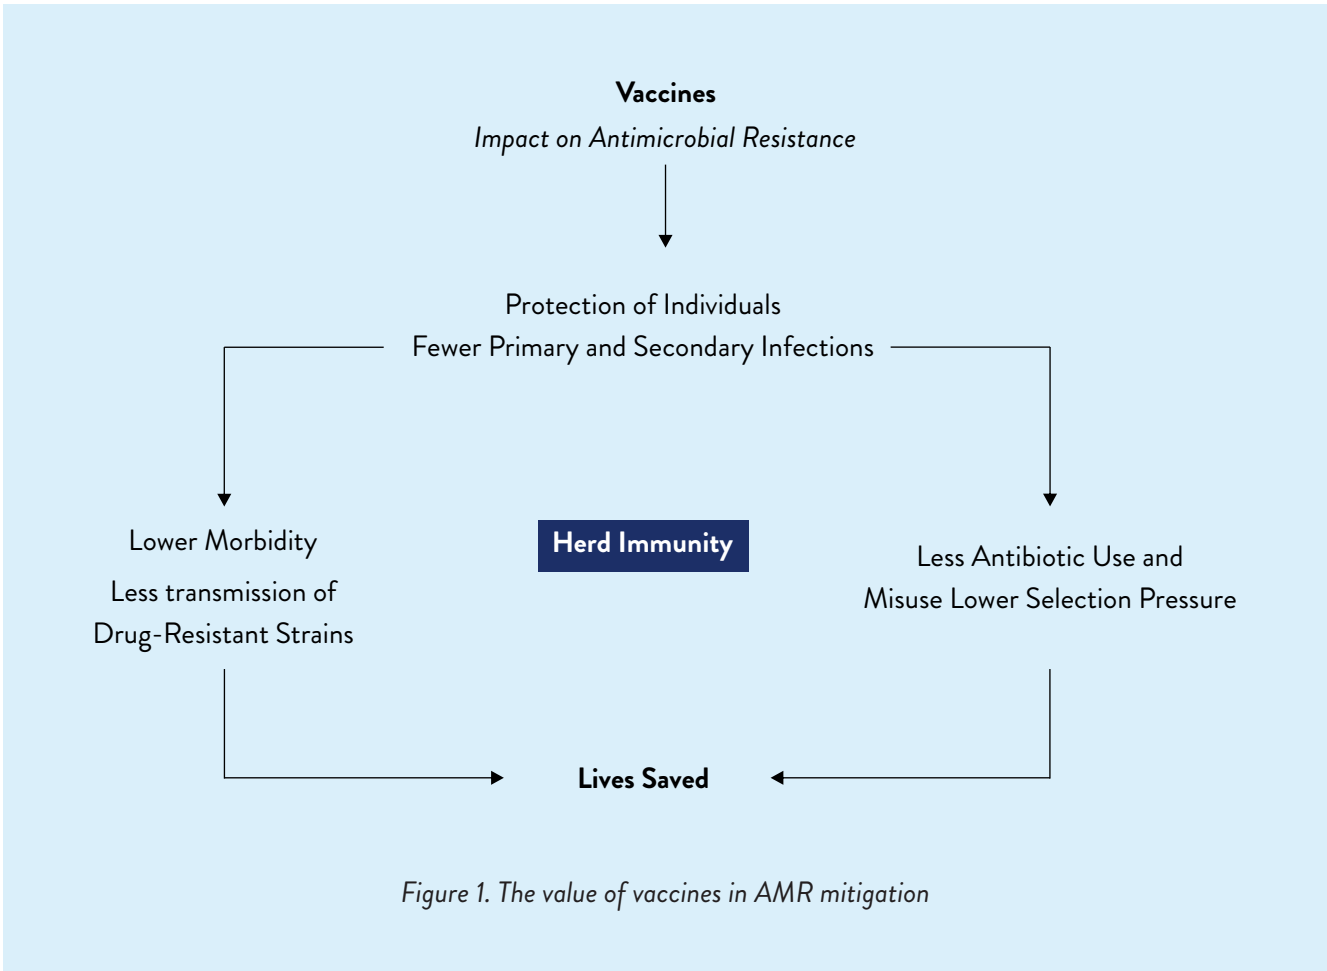 Vaccines
Impact on Antimicrobial Resistance
Protection of Individuals
Fewer Primary and Secondary Infections
Lower Morbidity
Less transmission of
Drug-Resistant Strains
Herd Immunity
Less Antibiotic Use and
Misuse Lower Selection Pressure
Lives Saved
Figure 1. The value of vaccines in AMR mitigation